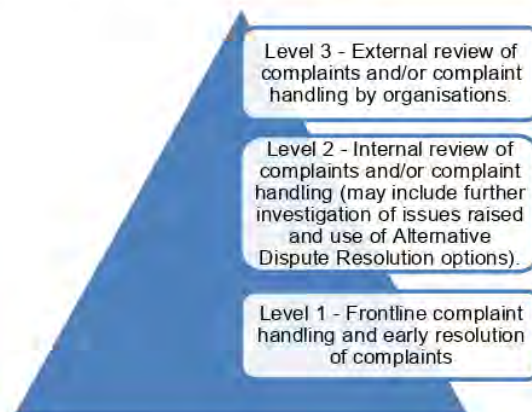 Level 3 - External review of
complaints and/or complaint
handling by organisations.
Level 2 - Internal review of
complaints and/or complaint
handling (may include further
investigation of issues raised
and use of Alternative
Dispute Resolution options).
Level 1 - Frontline complaint
handling and early resolution
of complaints